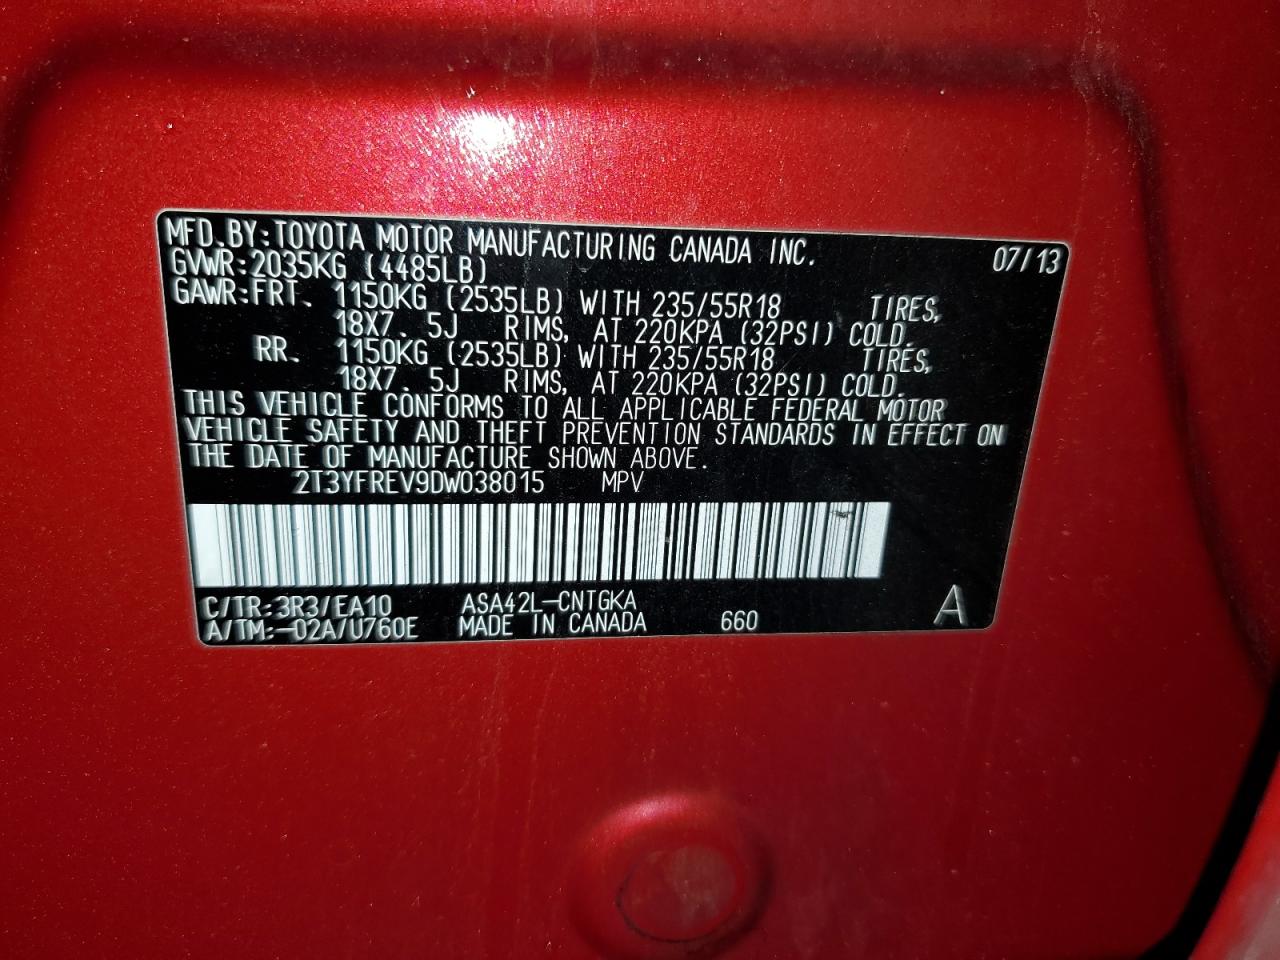 MFD.BY:TOYOTA MOTOR MANUFACTURING CANADA INC. 07/13
GVWR:2035KG (4485LB)
GAWR:FRT. 1150KG (2535LB) WITH 235/55R18 TIRES,
18X7.5J RIMS, AT 220KPA (32PSI) COLD.
RR. 1150KG (2535LB) WITH 235/55R18 TIRES,
18X7.5J RIMS, AT 220KPA (32PSI) COLD.
THIS VEHICLE CONFORMS TO ALL APPLICABLE FEDERAL MOTOR
VEHICLE SAFETY AND THEFT PREVENTION STANDARDS IN EFFECT ON
THE DATE OF MANUFACTURE SHOWN ABOVE.
2T3YFREV9DW038015 MPV
C/TR:3R3/EA10 ASA42L-CNTGKA
A/TM:-02A/U760E MADE IN CANADA 660 A